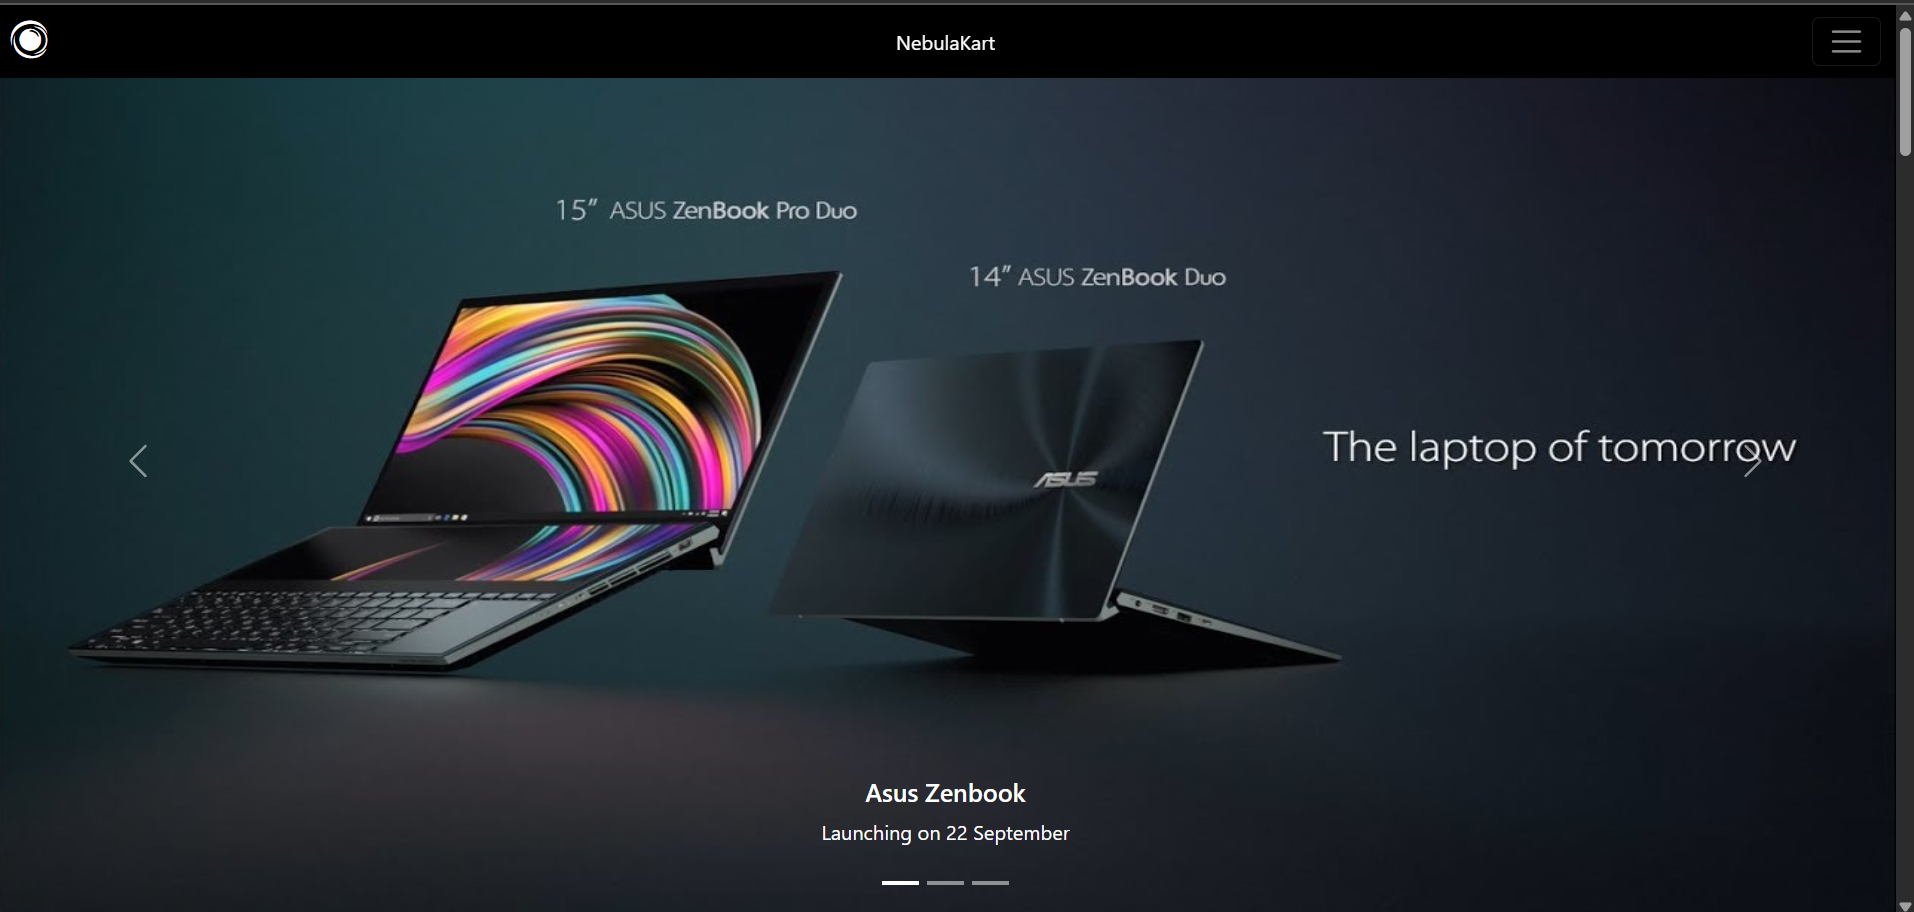 NebulaKart
15” ASUS ZenBook Pro Duo
14” ASUS ZenBook Duo
ASUS
The laptop of tomorrow
Asus Zenbook
Launching on 22 September